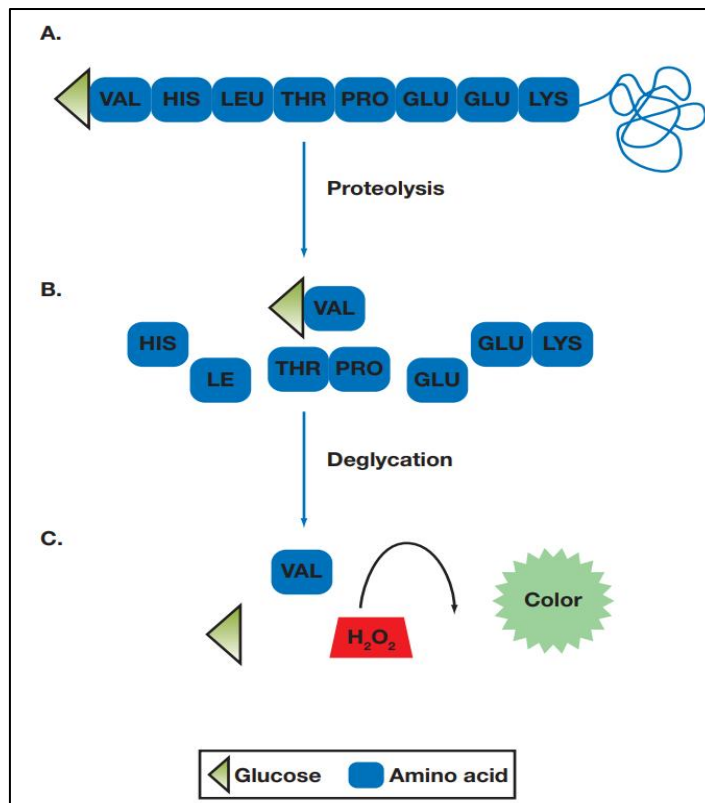 A.
VAL HIS LEU THR PRO GLU GLU LYS
Proteolysis
B.
VAL
HIS LE THR PRO GLU GLU LYS
Deglycation
C.
VAL
H₂O₂
Color
Glucose Amino acid